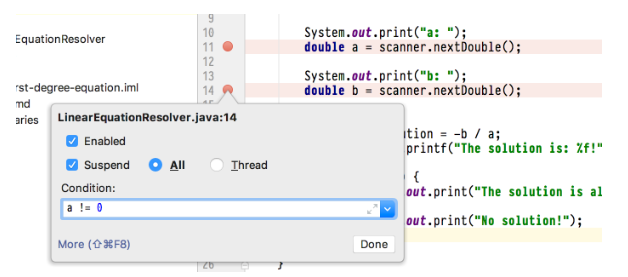 9
10 System.out.print("a: ");
EquationResolver
11 double a = scanner.nextDouble();
12
13 System.out.print("b: ");
rst-degree-equation.iml
14 double b = scanner.nextDouble();
md
aries
LinearEquationResolver.java:14
Enabled
tion = -b / a;
printf("The solution is: %f!"
Suspend All Thread
{
Condition:
out.print("The solution is al
a != 0
out.print("No solution!");
More (⇧⌘F8) Done
26 }